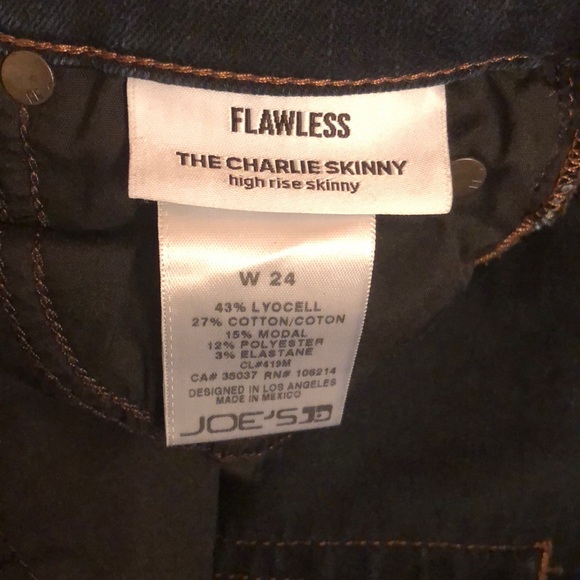 FLAWLESS
THE CHARLIE SKINNY
high rise skinny
W 24
43% LYOCELL
27% COTTON/COTON
15% MODAL
12% POLYESTER
3% ELASTANE
CL#419M
CA# 35037 RN# 106214
DESIGNED IN LOS ANGELES
MADE IN MEXICO
JOE'S